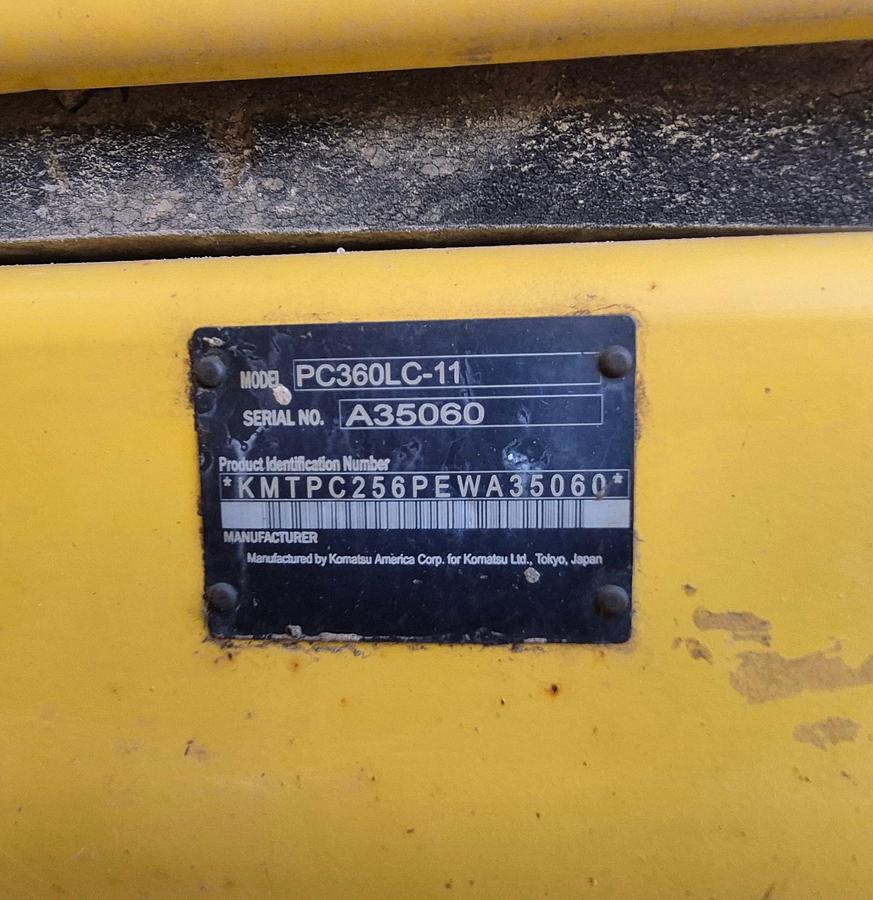 MODEL PC360LC-11
SERIAL NO. A35060
Product Identification Number
*KMTPC256PEWA35060*
MANUFACTURER
Manufactured by Komatsu America Corp. for Komatsu Ltd., Tokyo, Japan